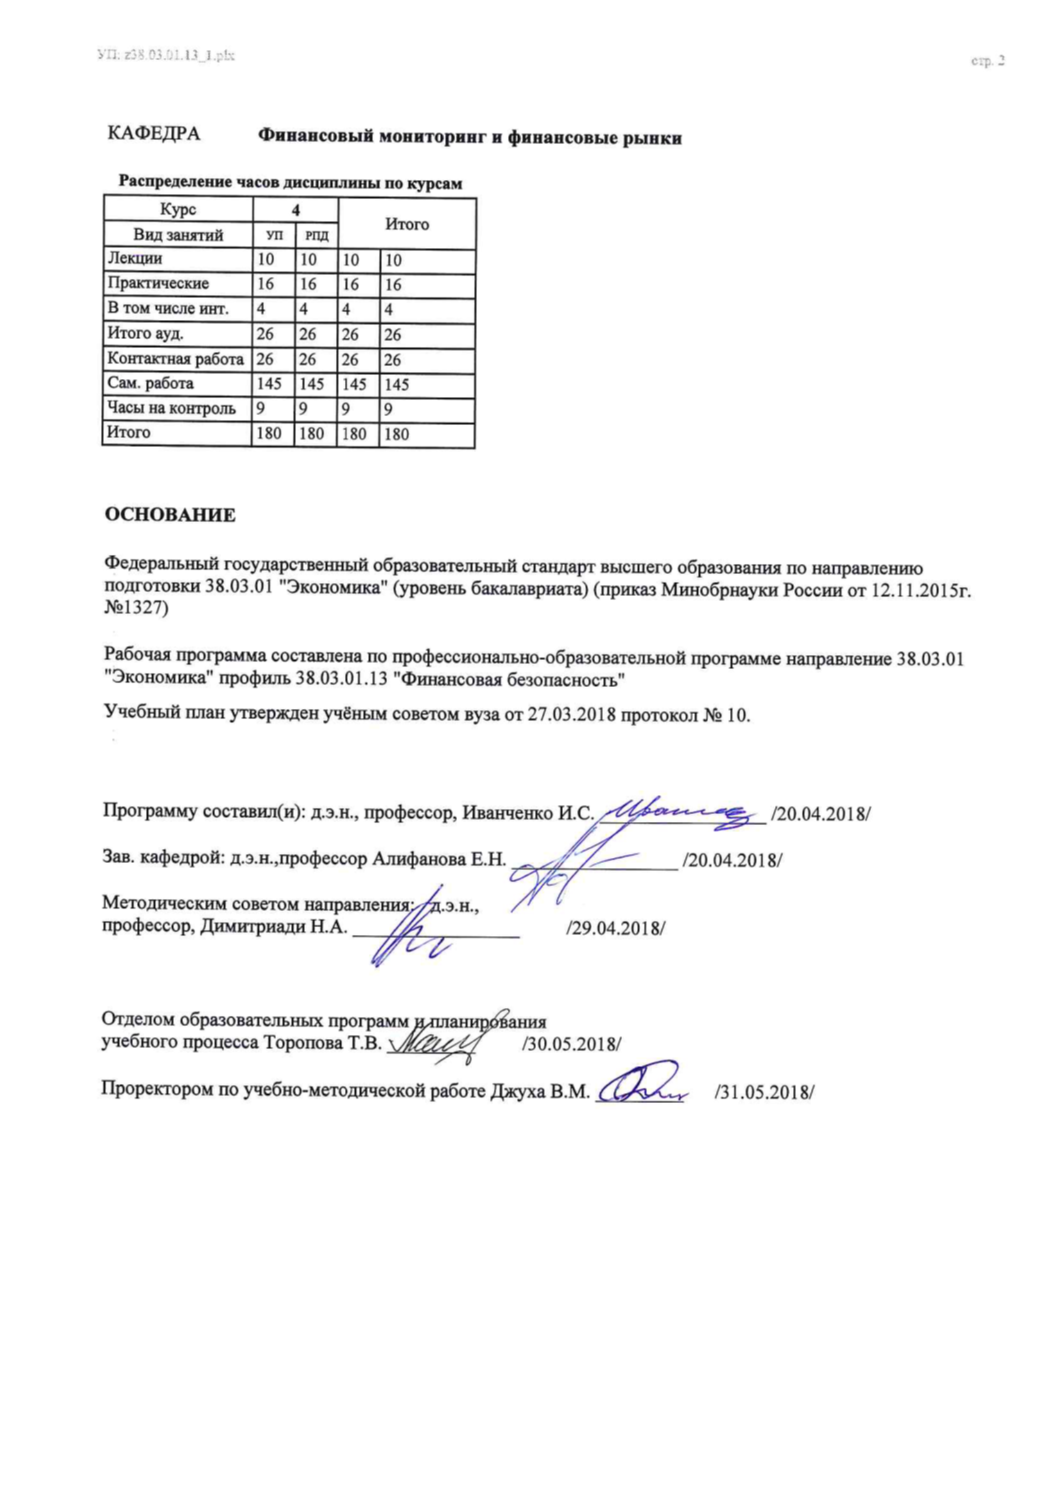 УП: z38.03.01.13_1.plx
стр. 2
КАФЕДРА Финансовый мониторинг и финансовые рынки
Распределение часов дисциплины по курсам
Курс 4 Итого
Вид занятий УП РПД
Лекции 10 10 10 10
Практические 16 16 16 16
В том числе инт. 4 4 4 4
Итого ауд. 26 26 26 26
Контактная работа 26 26 26 26
Сам. работа 145 145 145 145
Часы на контроль 9 9 9 9
Итого 180 180 180 180
ОСНОВАНИЕ
Федеральный государственный образовательный стандарт высшего образования по направлению
подготовки 38.03.01 "Экономика" (уровень бакалавриата) (приказ Минобрнауки России от 12.11.2015г.
№1327)
Рабочая программа составлена по профессионально-образовательной программе направление 38.03.01
"Экономика" профиль 38.03.01.13 "Финансовая безопасность"
Учебный план утвержден учёным советом вуза от 27.03.2018 протокол № 10.
Программу составил(и): д.э.н., профессор, Иванченко И.С. /20.04.2018/
Зав. кафедрой: д.э.н.,профессор Алифанова Е.Н. /20.04.2018/
Методическим советом направления: д.э.н.,
профессор, Димитриади Н.А. /29.04.2018/
Отделом образовательных программ и планирования
учебного процесса Торопова Т.В. /30.05.2018/
Проректором по учебно-методической работе Джуха В.М. /31.05.2018/